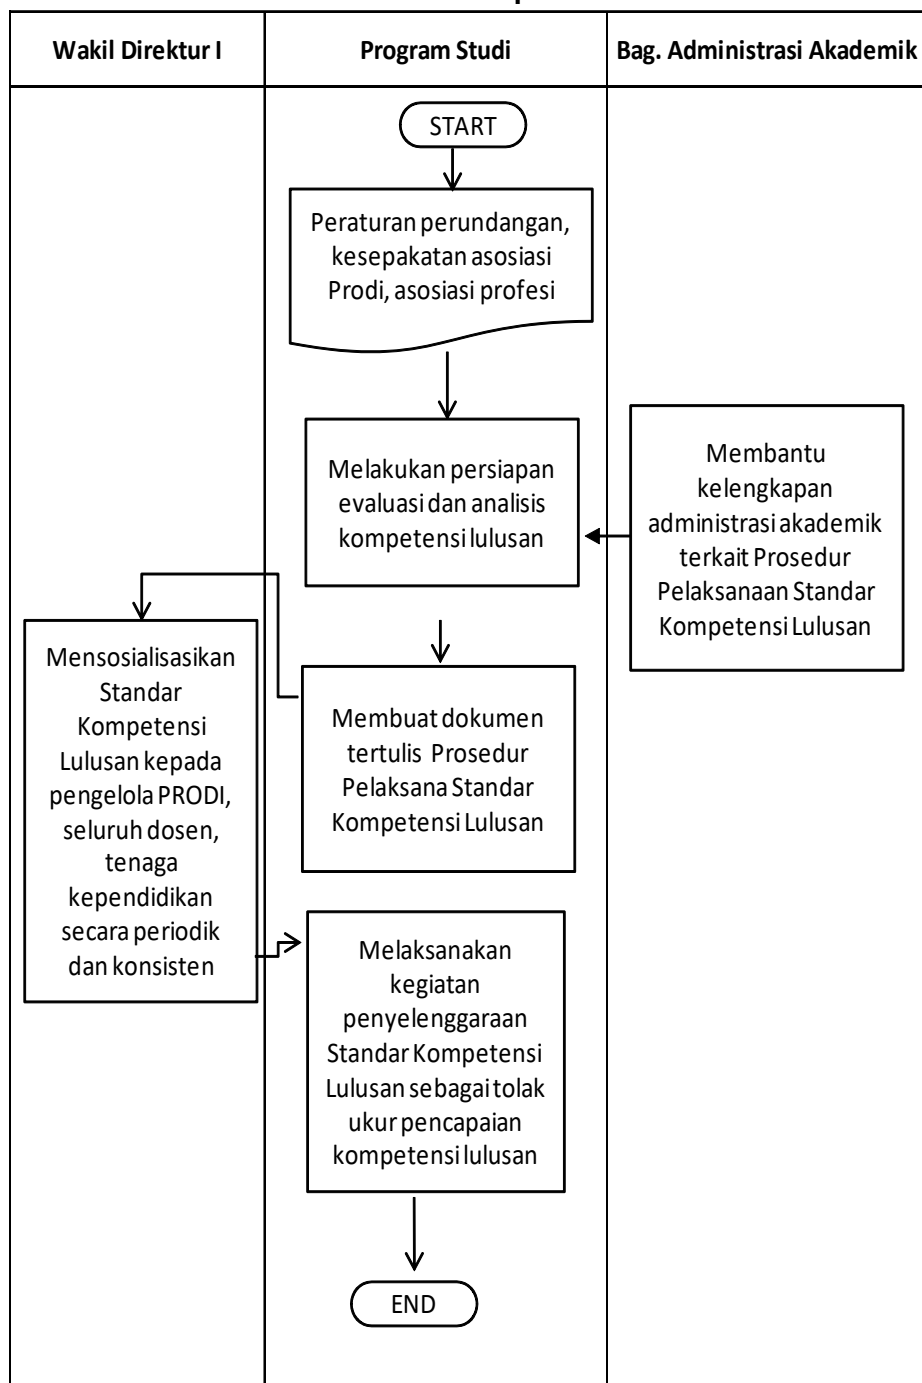 Wakil Direktur I
Program Studi
Bag. Administrasi Akademik
START
Peraturan perundangan,
kesepakatan asosiasi
Prodi, asosiasi profesi
Melakukan persiapan
evaluasi dan analisis
kompetensi lulusan
Membantu
kelengkapan
administrasi akademik
terkait Prosedur
Pelaksanaan Standar
Kompetensi Lulusan
Membuat dokumen
tertulis Prosedur
Pelaksana Standar
Kompetensi Lulusan
Mensosialisasikan
Standar
Kompetensi
Lulusan kepada
pengelola PRODI,
seluruh dosen,
tenaga
kependidikan
secara periodik
dan konsisten
Melaksanakan
kegiatan
penyelenggaraan
Standar Kompetensi
Lulusan sebagai tolak
ukur pencapaian
kompetensi lulusan
END